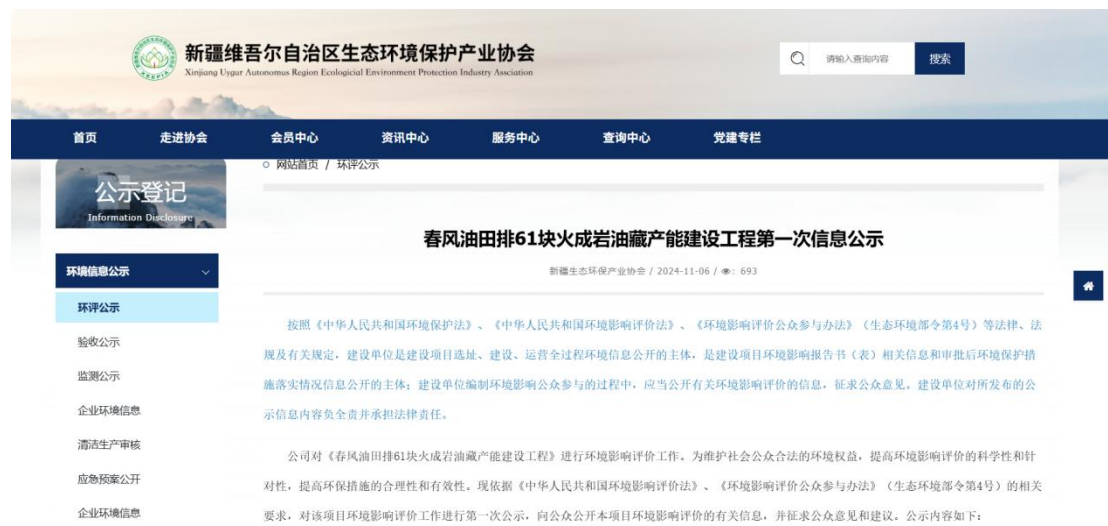 新疆维吾尔自治区生态环境保护产业协会
Xinjiang Uygur Autonomous Region Ecologicial Environment Protection Industry Assciation
XEEPIA
请输入查询内容
搜索
首页 走进协会 会员中心 资讯中心 服务中心 查询中心 党建专栏
网站首页 / 环评公示
公示登记
Information Disclosure
环境信息公示
环评公示
验收公示
监测公示
企业环境信息
清洁生产审核
应急预案公开
企业环境信息
春风油田排61块火成岩油藏产能建设工程第一次信息公示
新疆生态环保产业协会 / 2024-11-06 / : 693
按照《中华人民共和国环境保护法》、《中华人民共和国环境影响评价法》、《环境影响评价公众参与办法》(生态环境部令第4号)等法律、法
规及有关规定,建设单位是建设项目选址、建设、运营全过程环境信息公开的主体,是建设项目环境影响报告书(表)相关信息和审批后环境保护措
施落实情况信息公开的主体;建设单位编制环境影响公众参与的过程中,应当公开有关环境影响评价的信息,征求公众意见。建设单位对所发布的公
示信息内容负全责并承担法律责任。
公司对《春风油田排61块火成岩油藏产能建设工程》进行环境影响评价工作。为维护社会公众合法的环境权益,提高环境影响评价的科学性和针
对性,提高环保措施的合理性和有效性。现依据《中华人民共和国环境影响评价法》、《环境影响评价公众参与办法》(生态环境部令第4号)的相关
要求,对该项目环境影响评价工作进行第一次公示,向公众公开本项目环境影响评价的有关信息,并征求公众意见和建议。公示内容如下: